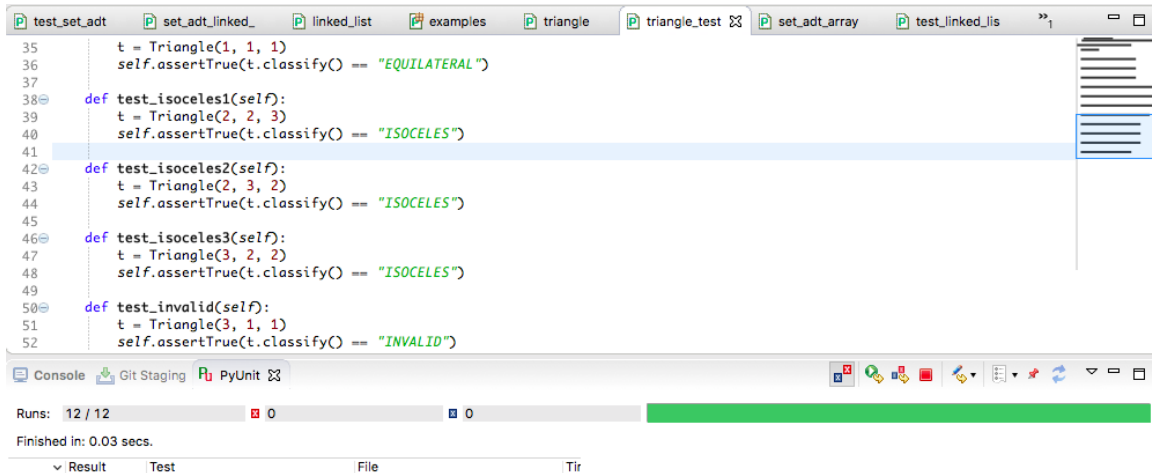 test_set_adt set_adt_linked_ linked_list examples triangle triangle_test set_adt_array test_linked_lis »1
35 t = Triangle(1, 1, 1)
36 self.assertTrue(t.classify() == "EQUILATERAL")
37
38 def test_isoceles1(self):
39 t = Triangle(2, 2, 3)
40 self.assertTrue(t.classify() == "ISOCELES")
41
42 def test_isoceles2(self):
43 t = Triangle(2, 3, 2)
44 self.assertTrue(t.classify() == "ISOCELES")
45
46 def test_isoceles3(self):
47 t = Triangle(3, 2, 2)
48 self.assertTrue(t.classify() == "ISOCELES")
49
50 def test_invalid(self):
51 t = Triangle(3, 1, 1)
52 self.assertTrue(t.classify() == "INVALID")
Console Git Staging PyUnit
Runs: 12 / 12 0 0
Finished in: 0.03 secs.
Result Test File Tir